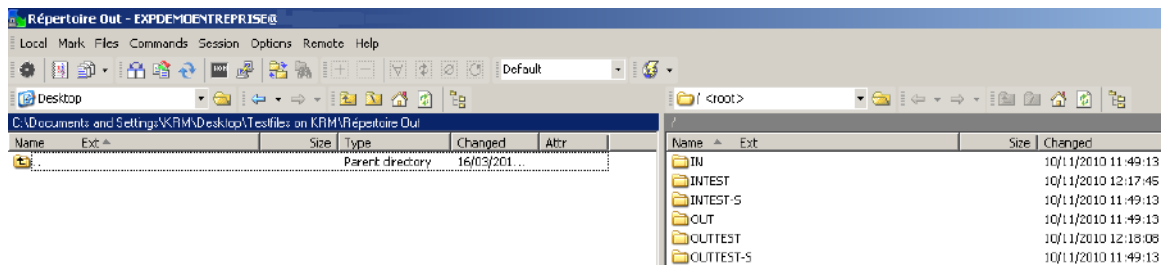 Répertoire Out - EXPDEMOENTREPRISE@
Local Mark Files Commands Session Options Remote Help
Default
Desktop
/ <root>
C:\Documents and Settings\KRM\Desktop\Testfiles on KRM\Répertoire Out
/
Name Ext Size Type Changed Attr
Name Ext Size Changed
.. Parent directory 16/03/201...
IN 10/11/2010 11:49:13
INTEST 10/11/2010 12:17:45
INTEST-S 10/11/2010 11:49:13
OUT 10/11/2010 11:49:13
OUTTEST 10/11/2010 12:18:08
OUTTEST-S 10/11/2010 11:49:13